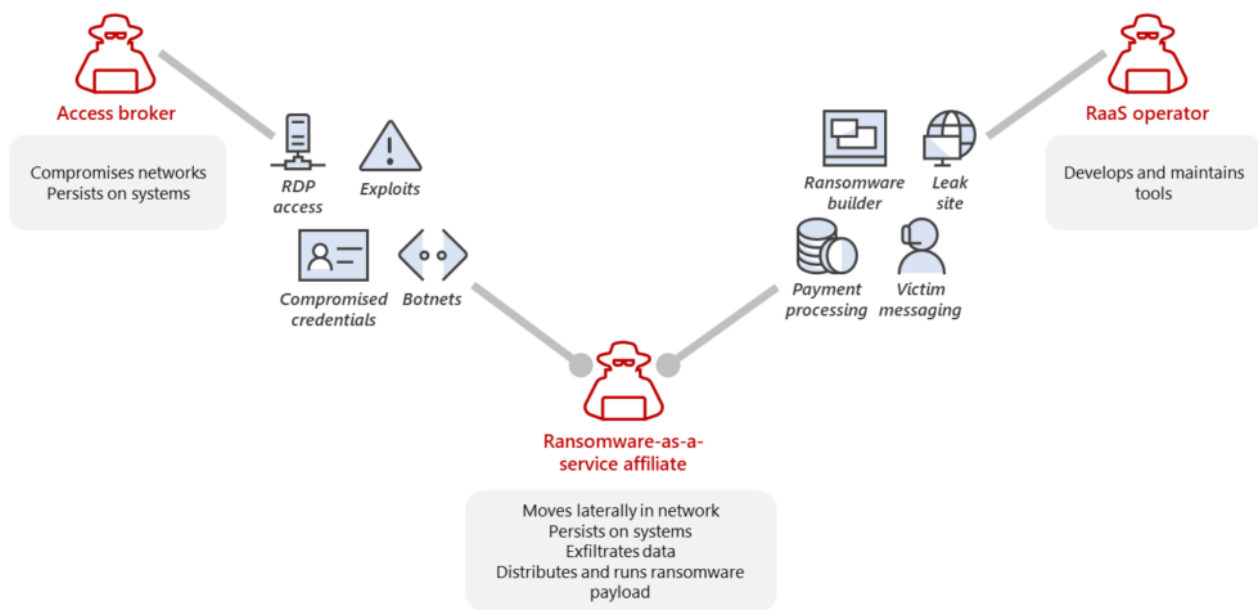 Access broker
Compromises networks
Persists on systems
RDP
access
Exploits
Compromised
credentials
Botnets
Ransomware
builder
Leak
site
Payment
processing
Victim
messaging
RaaS operator
Develops and maintains
tools
Ransomware-as-a-
service affiliate
Moves laterally in network
Persists on systems
Exfiltrates data
Distributes and runs ransomware
payload